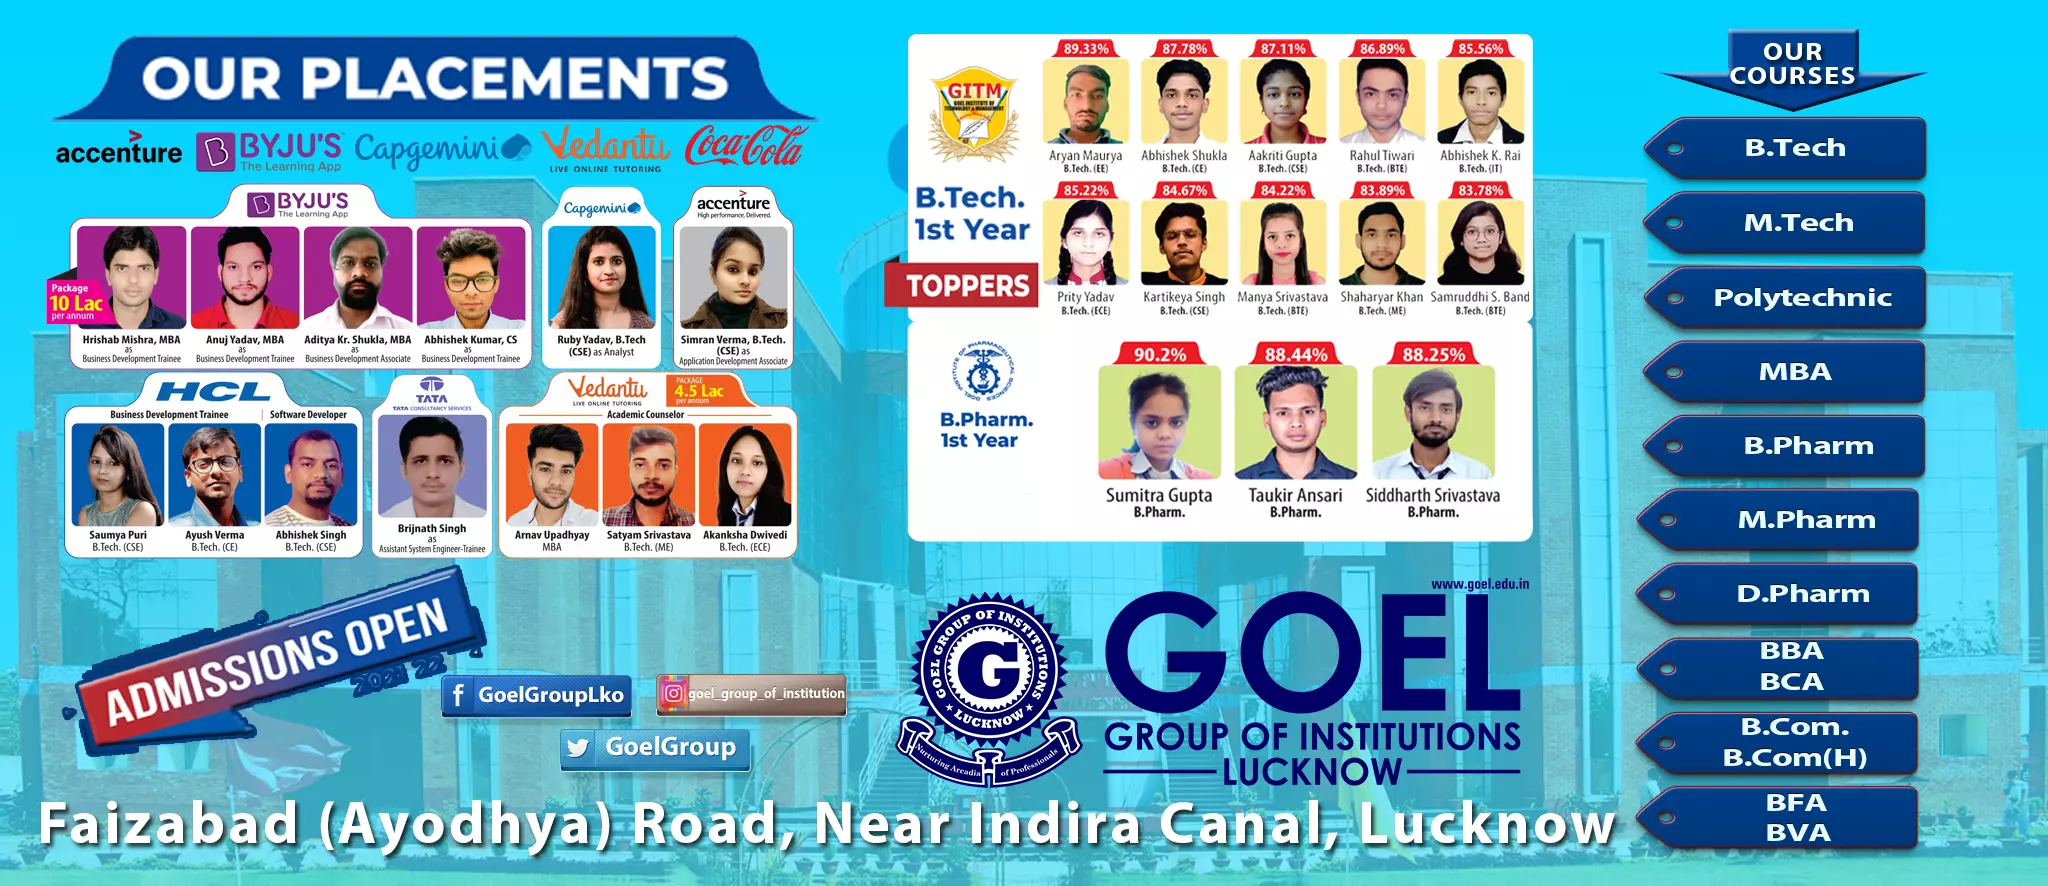 OUR PLACEMENTS
accenture BYJU'S Capgemini Vedantu Coca-Cola
The Learning App
LIVE ONLINE TUTORING
BYJU'S
The Learning App
Package
10 Lac
per annum
Hrishab Mishra, MBA
as
Business Development Trainee
Anuj Yadav, MBA
as
Business Development Trainee
Aditya Kr. Shukla, MBA
as
Business Development Associate
Abhishek Kumar, CS
as
Business Development Trainee
Capgemini
Ruby Yadav, B.Tech
(CSE) as Analyst
accenture
High performance. Delivered.
Simran Verma, B.Tech.
(CSE) as
Application Development Associate
HCL
Business Development Trainee
Software Developer
Saumya Puri
B.Tech. (CSE)
Ayush Verma
B.Tech. (CE)
Abhishek Singh
B.Tech. (CSE)
TATA
TATA CONSULTANCY SERVICES
Brijnath Singh
as
Assistant System Engineer-Trainee
Vedantu
LIVE ONLINE TUTORING
PACKAGE
4.5 Lac
per annum
Academic Counselor
Arnav Upadhyay
MBA
Satyam Srivastava
B.Tech. (ME)
Akanksha Dwivedi
B.Tech. (ECE)
ADMISSIONS OPEN
2021 22
GoelGroupLko
goel_group_of_institution
GoelGroup
GITM
GOEL INSTITUTE OF
TECHNOLOGY & MANAGEMENT
B.Tech.
1st Year
TOPPERS
89.33%
Aryan Maurya
B.Tech. (EE)
87.78%
Abhishek Shukla
B.Tech. (CE)
87.11%
Aakriti Gupta
B.Tech. (CSE)
86.89%
Rahul Tiwari
B.Tech. (BTE)
85.56%
Abhishek K. Rai
B.Tech. (IT)
85.22%
Prity Yadav
B.Tech. (ECE)
84.67%
Kartikeya Singh
B.Tech. (CSE)
84.22%
Manya Srivastava
B.Tech. (BTE)
83.89%
Shaharyar Khan
B.Tech. (ME)
83.78%
Samruddhi S. Band
B.Tech. (BTE)
GOEL INSTITUTE OF PHARMACEUTICAL SCIENCES
B.Pharm.
1st Year
90.2%
Sumitra Gupta
B.Pharm.
88.44%
Taukir Ansari
B.Pharm.
88.25%
Siddharth Srivastava
B.Pharm.
www.goel.edu.in
GOEL GROUP OF INSTITUTIONS
G
LUCKNOW
Nurturing Arcadia of Professionals
GOEL
GROUP OF INSTITUTIONS
LUCKNOW
Faizabad (Ayodhya) Road, Near Indira Canal, Lucknow
OUR
COURSES
B.Tech
M.Tech
Polytechnic
MBA
B.Pharm
M.Pharm
D.Pharm
BBA
BCA
B.Com.
B.Com(H)
BFA
BVA